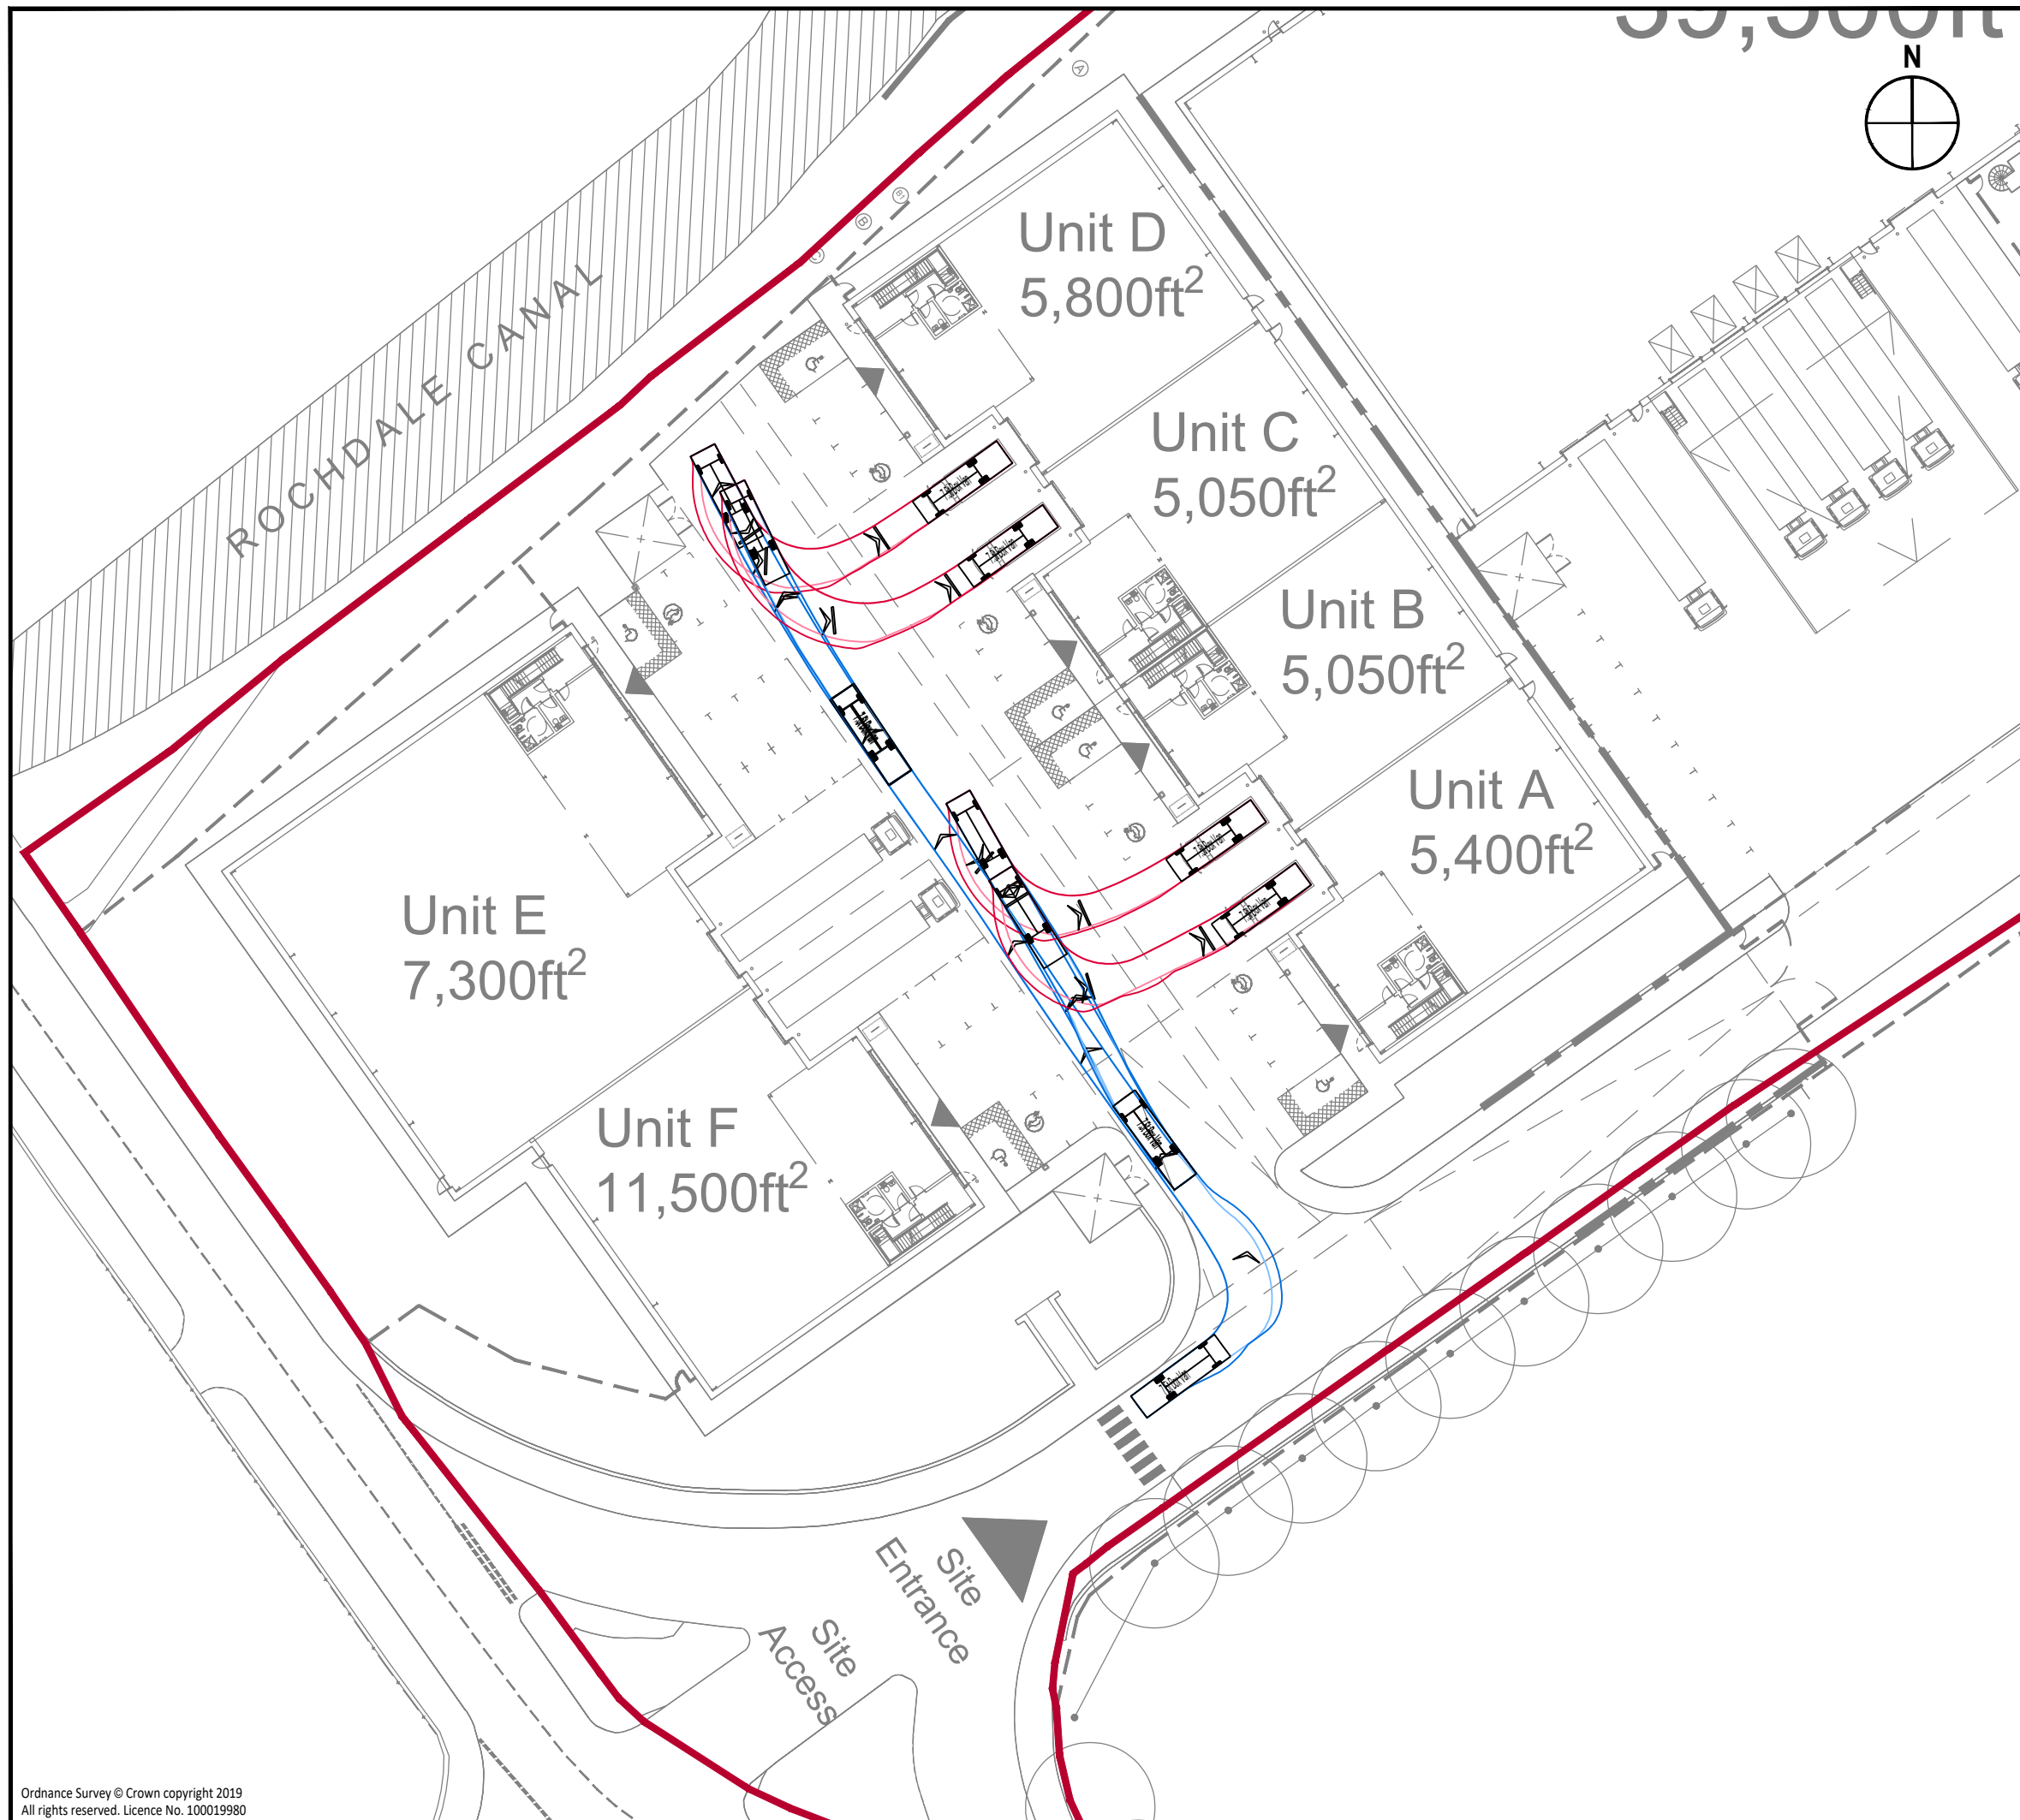 N
A
B1
B
C
ROCHDALE CANAL
Unit D
5,800ft²
Unit C
5,050ft²
Unit B
5,050ft²
Unit A
5,400ft²
Unit E
7,300ft²
Unit F
11,500ft²
Site
Entrance
Site
Access
Ordnance Survey © Crown copyright 2019
All rights reserved. Licence No. 100019980